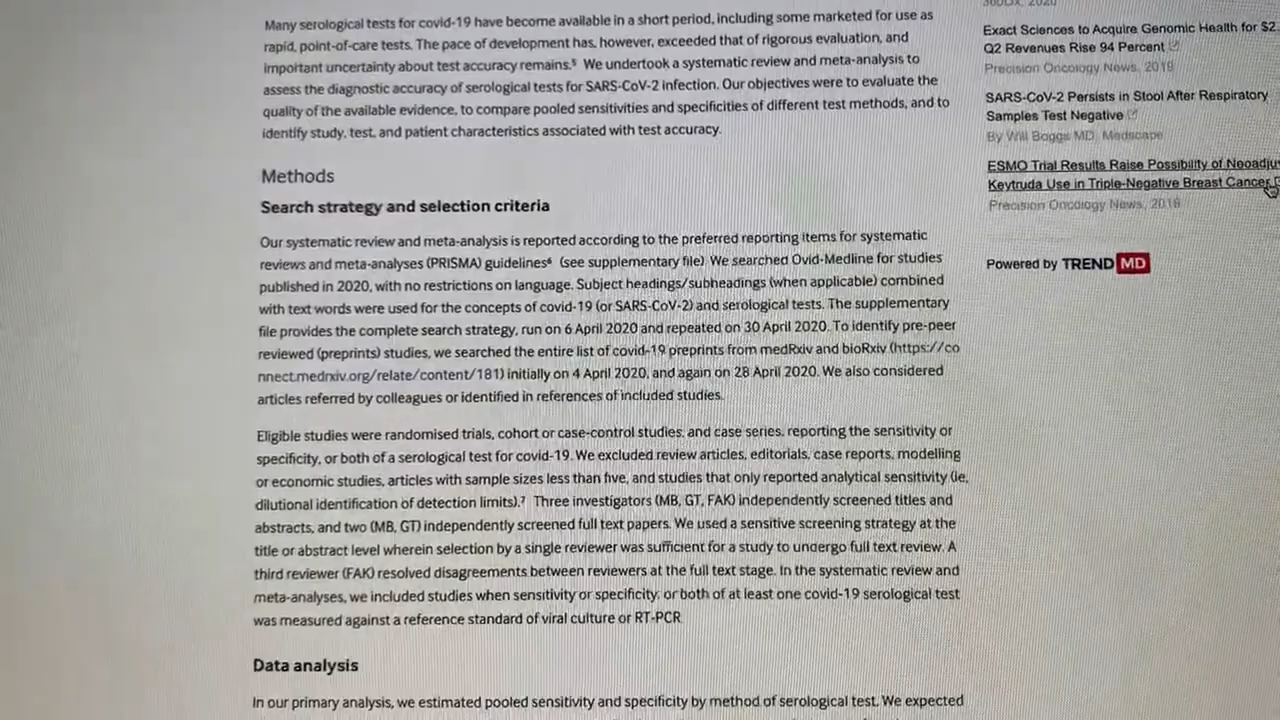 Many serological tests for covid-19 have become available in a short period, including some marketed for use as
rapid, point-of-care tests. The pace of development has, however, exceeded that of rigorous evaluation, and
important uncertainty about test accuracy remains.⁵ We undertook a systematic review and meta-analysis to
assess the diagnostic accuracy of serological tests for SARS-CoV-2 infection. Our objectives were to evaluate the
quality of the available evidence, to compare pooled sensitivities and specificities of different test methods, and to
identify study, test, and patient characteristics associated with test accuracy.
Methods
Search strategy and selection criteria
Our systematic review and meta-analysis is reported according to the preferred reporting items for systematic
reviews and meta-analyses (PRISMA) guidelines⁶ (see supplementary file). We searched Ovid-Medline for studies
published in 2020, with no restrictions on language. Subject headings/subheadings (when applicable) combined
with text words were used for the concepts of covid-19 (or SARS-CoV-2) and serological tests. The supplementary
file provides the complete search strategy, run on 6 April 2020 and repeated on 30 April 2020. To identify pre-peer
reviewed (preprints) studies, we searched the entire list of covid-19 preprints from medRxiv and bioRxiv (https://co
nnect.medrxiv.org/relate/content/181) initially on 4 April 2020, and again on 28 April 2020. We also considered
articles referred by colleagues or identified in references of included studies.
Eligible studies were randomised trials, cohort or case-control studies, and case series, reporting the sensitivity or
specificity, or both of a serological test for covid-19. We excluded review articles, editorials, case reports, modelling
or economic studies, articles with sample sizes less than five, and studies that only reported analytical sensitivity (ie,
dilutional identification of detection limits).⁷ Three investigators (MB, GT, FAK) independently screened titles and
abstracts, and two (MB, GT) independently screened full text papers. We used a sensitive screening strategy at the
title or abstract level wherein selection by a single reviewer was sufficient for a study to undergo full text review. A
third reviewer (FAK) resolved disagreements between reviewers at the full text stage. In the systematic review and
meta-analyses, we included studies when sensitivity or specificity, or both of at least one covid-19 serological test
was measured against a reference standard of viral culture or RT-PCR.
Data analysis
In our primary analysis, we estimated pooled sensitivity and specificity by method of serological test. We expected
Exact Sciences to Acquire Genomic Health for $2.
Q2 Revenues Rise 94 Percent
Precision Oncology News, 2019
SARS-CoV-2 Persists in Stool After Respiratory
Samples Test Negative
By Will Boggs MD, Medscape
ESMO Trial Results Raise Possibility of Neoadju
Keytruda Use in Triple-Negative Breast Cancer
Precision Oncology News, 2019
Powered by TREND MD